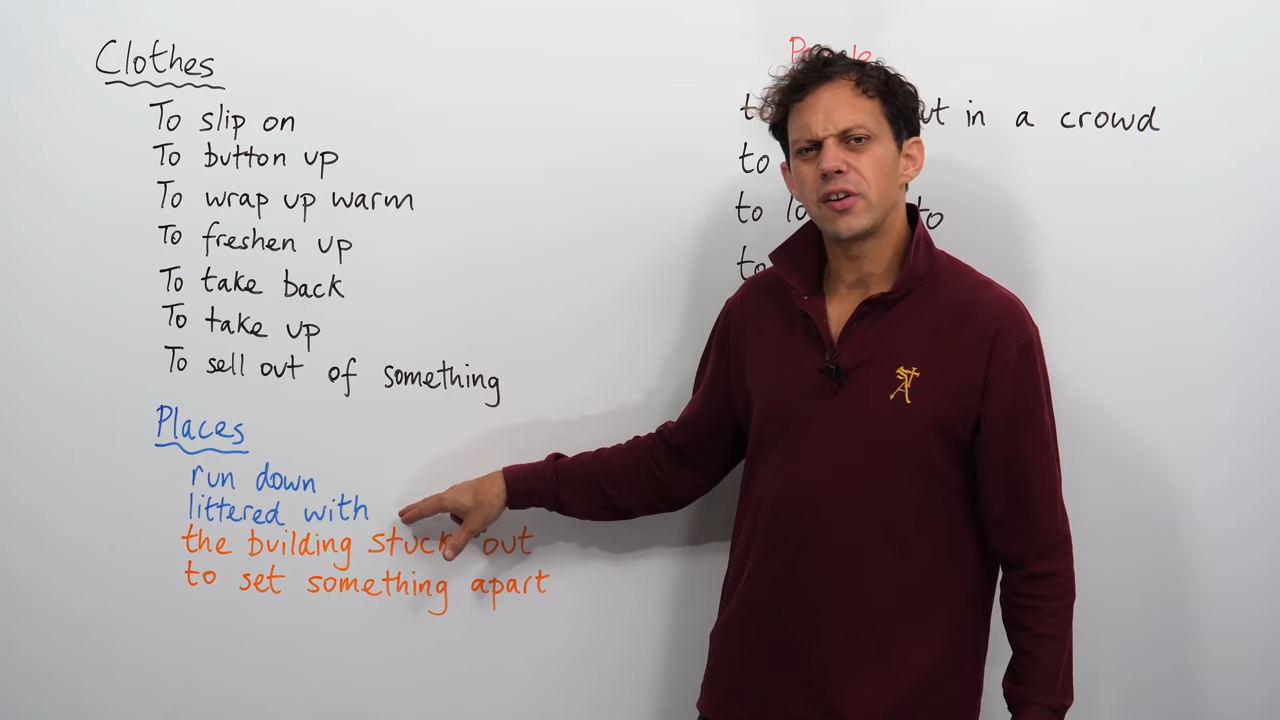 Clothes
To slip on
To button up
To wrap up warm
To freshen up
To take back
To take up
To sell out of something
Places
run down
littered with
the building stuck out
to set something apart
in a crowd
to
to to
to